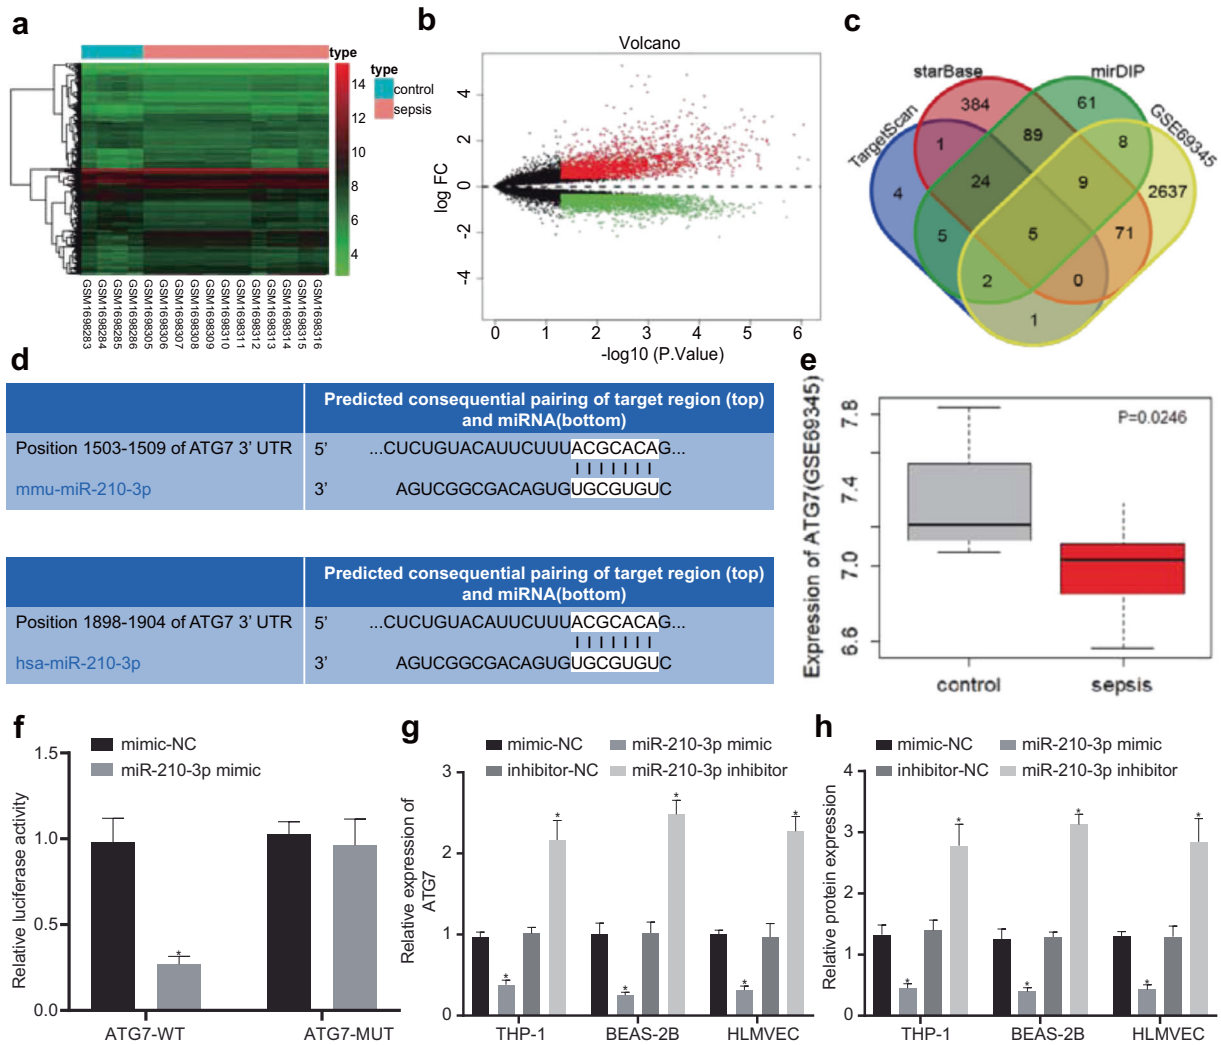 a
type
type
control
sepsis
14
12
10
8
6
4
GSM1698283
GSM1698284
GSM1698285
GSM1698286
GSM1698305
GSM1698306
GSM1698307
GSM1698308
GSM1698309
GSM1698310
GSM1698311
GSM1698312
GSM1698313
GSM1698314
GSM1698315
GSM1698316
b
Volcano
log FC
4
2
0
-2
-4
0 1 2 3 4 5 6
-log10 (P.Value)
c
TargetScan
starBase
mirDIP
GSE69345
384
61
1
89
8
4
24
9
2637
5
5
71
2
0
1
d
Predicted consequential pairing of target region (top)
and miRNA(bottom)
Position 1503-1509 of ATG7 3' UTR 5' ...CUCUGUACAUUCUUUACGCACAG...
mmu-miR-210-3p 3' AGUCGGCGACAGUGUGCGUGUC
Predicted consequential pairing of target region (top)
and miRNA(bottom)
Position 1898-1904 of ATG7 3' UTR 5' ...CUCUGUACAUUCUUUACGCACAG...
hsa-miR-210-3p 3' AGUCGGCGACAGUGUGCGUGUC
e
Expression of ATG7(GSE69345)
7.8
7.4
7.0
6.6
P=0.0246
control sepsis
f
mimic-NC
miR-210-3p mimic
Relative luciferase activity
1.5
1.0
0.5
0.0
*
ATG7-WT ATG7-MUT
g
mimic-NC miR-210-3p mimic
inhibitor-NC miR-210-3p inhibitor
Relative expression of
ATG7
3
2
1
0
* * * * * *
THP-1 BEAS-2B HLMVEC
h
mimic-NC miR-210-3p mimic
inhibitor-NC miR-210-3p inhibitor
Relative protein expression
4
3
2
1
0
* * * * * *
THP-1 BEAS-2B HLMVEC